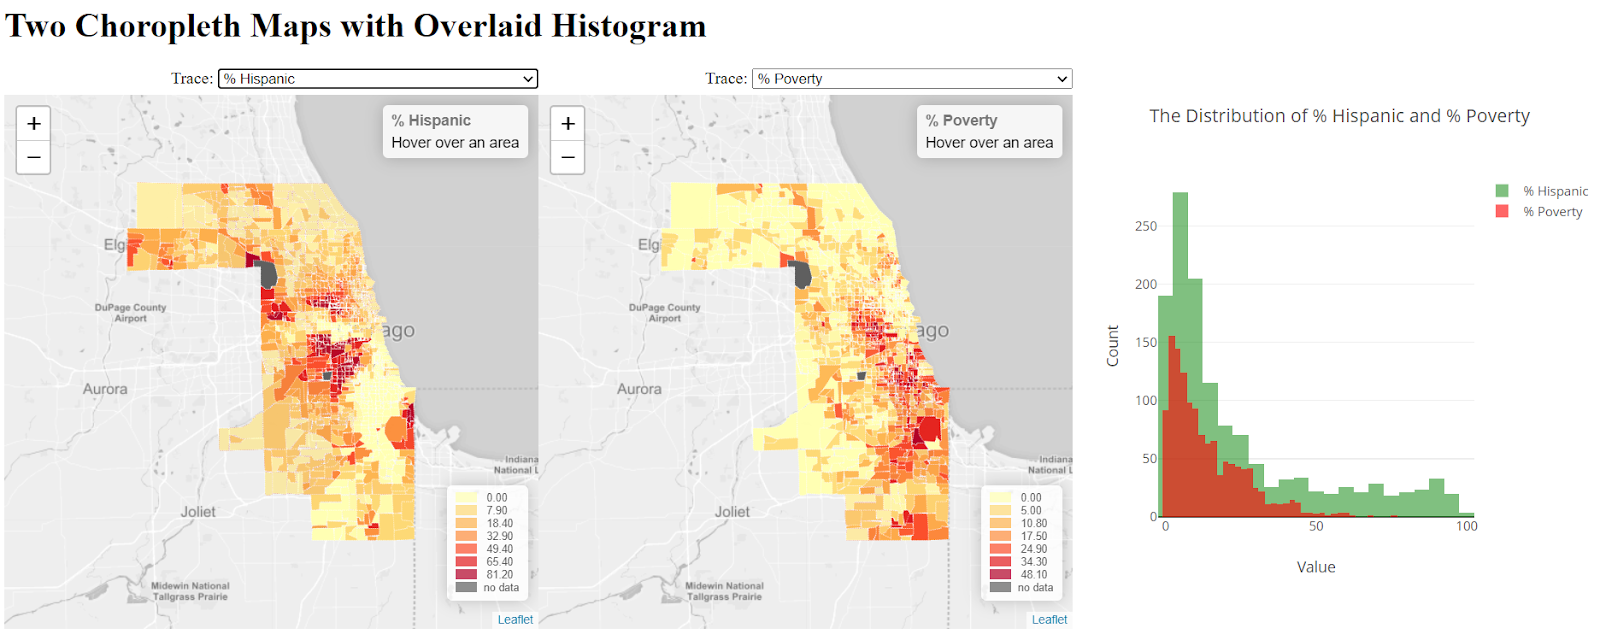 Two Choropleth Maps with Overlaid Histogram
Trace: % Hispanic
Trace: % Poverty
+
−
% Hispanic
Hover over an area
Elg
DuPage County
Airport
ago
Aurora
Joliet
Indiana
National L
Midewin National
Tallgrass Prairie
0.00
7.90
18.40
32.90
49.40
65.40
81.20
no data
Leaflet
+
−
% Poverty
Hover over an area
Elg
DuPage County
Airport
ago
Aurora
Joliet
Indiana
National L
Midewin National
Tallgrass Prairie
0.00
5.00
10.80
17.50
24.90
34.30
48.10
no data
Leaflet
The Distribution of % Hispanic and % Poverty
% Hispanic
% Poverty
Count
250
200
150
100
50
0
0 50 100
Value